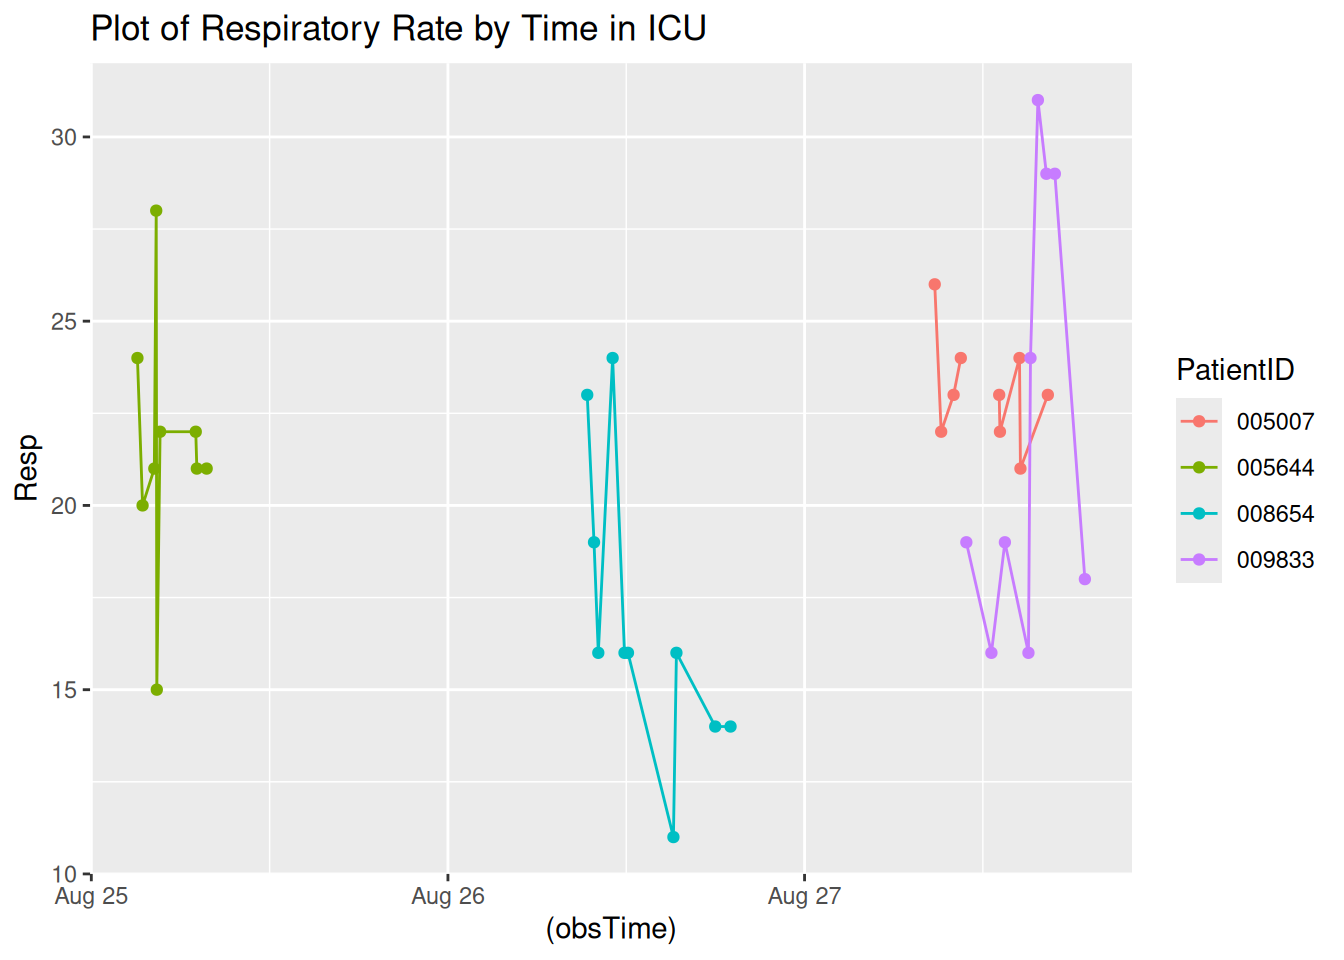 Plot of Respiratory Rate by Time in ICU
30
25
20
15
10
Resp
Aug 25
Aug 26
Aug 27
(obsTime)
PatientID
005007
005644
008654
009833